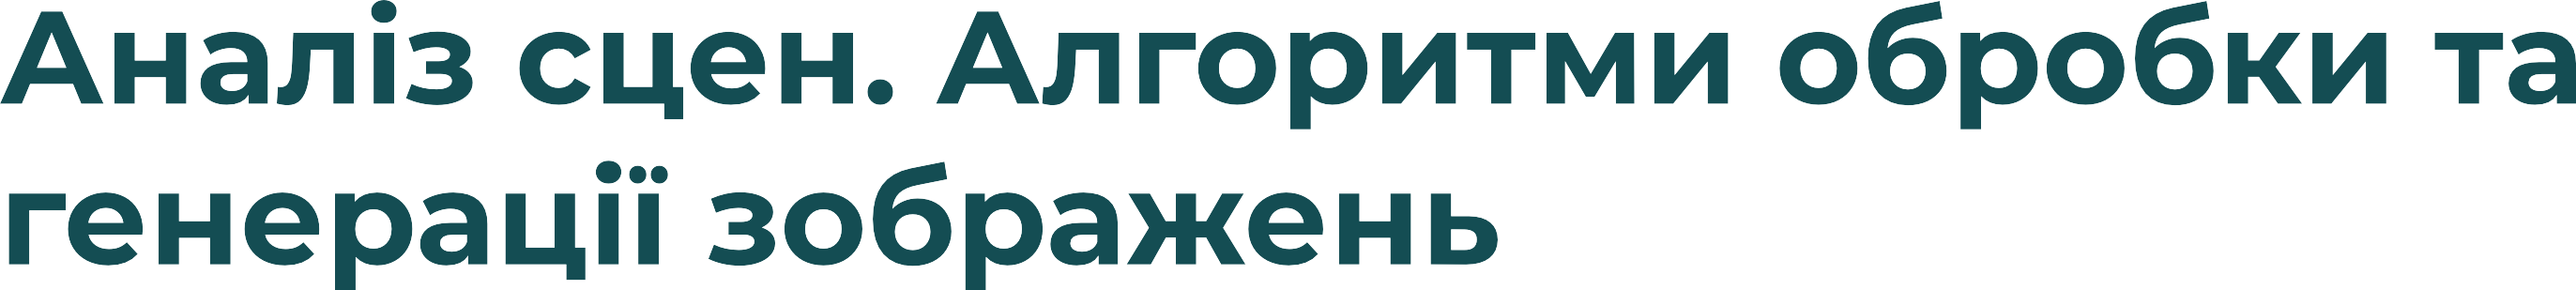 Аналіз сцен. Алгоритми обробки та
генерації зображень